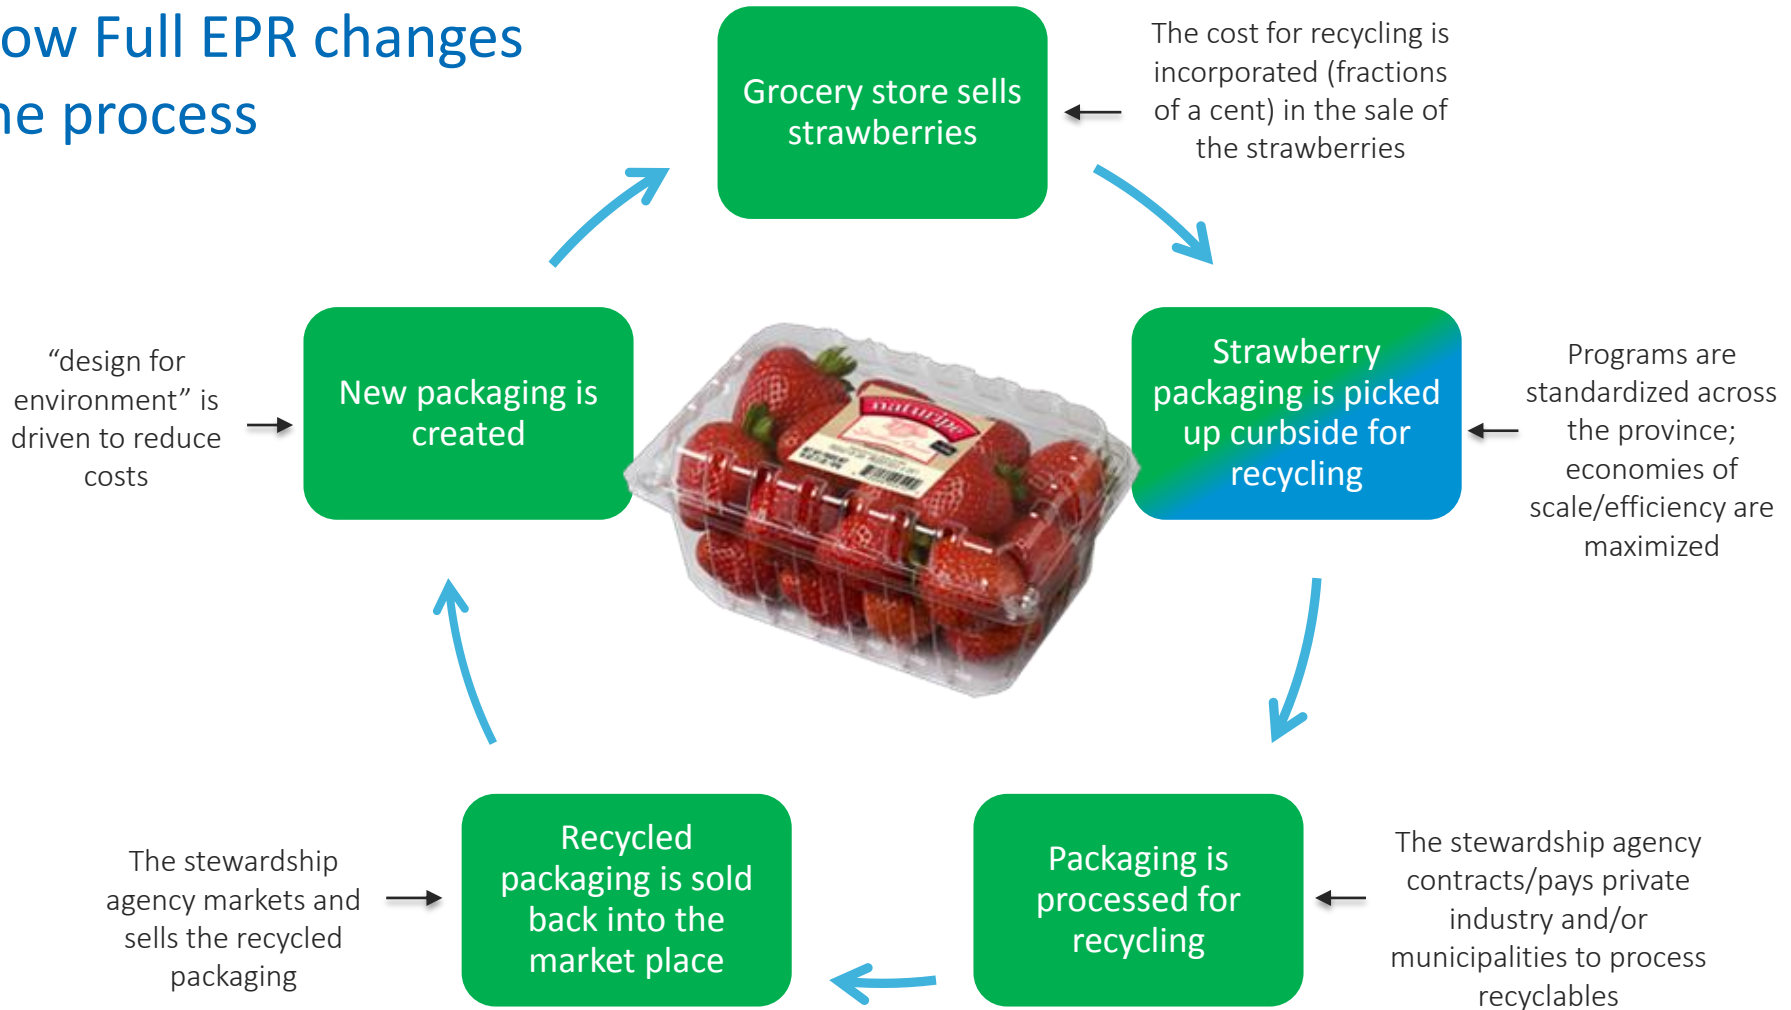 ow Full EPR changes
ne process
Grocery store sells
strawberries
The cost for recycling is
incorporated (fractions
of a cent) in the sale of
the strawberries
"design for
environment" is
driven to reduce
costs
New packaging is
created
naturipe
Strawberry
packaging is picked
up curbside for
recycling
Programs are
standardized across
the province;
economies of
scale/efficiency are
maximized
The stewardship
agency markets and
sells the recycled
packaging
Recycled
packaging is sold
back into the
market place
Packaging is
processed for
recycling
The stewardship agency
contracts/pays private
industry and/or
municipalities to process
recyclables